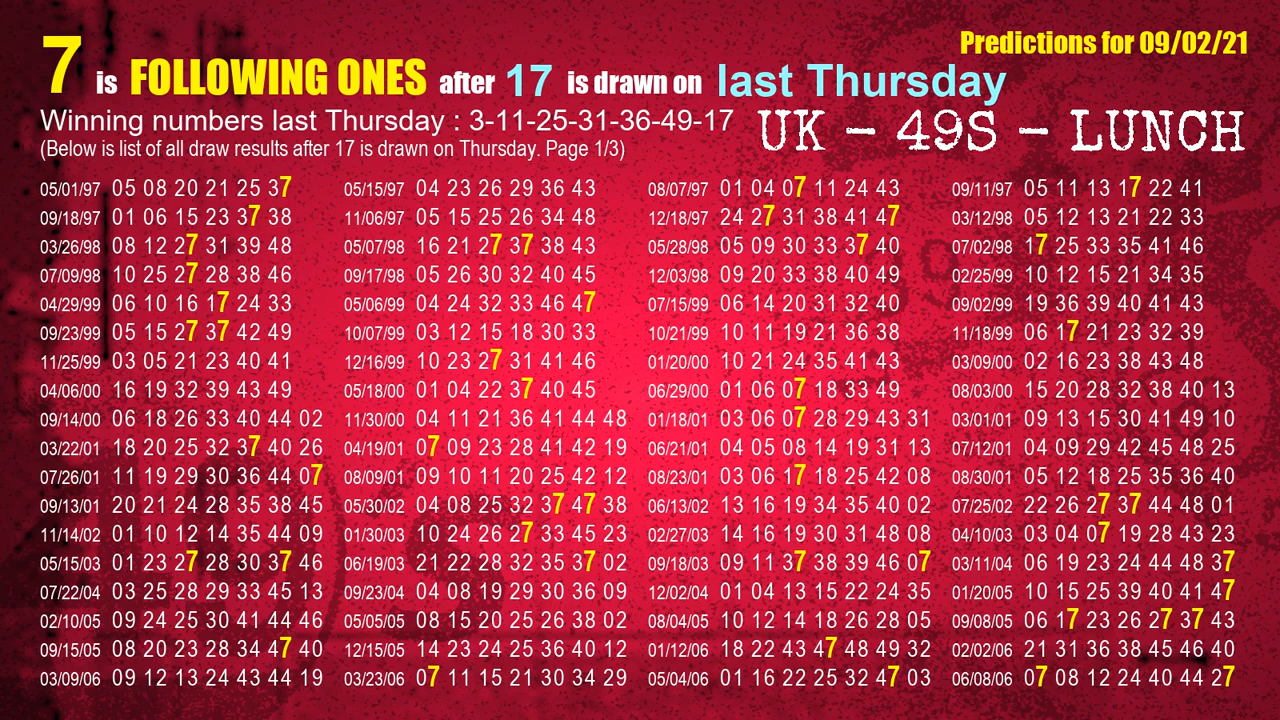 Predictions for 09/02/21
7 is FOLLOWING ONES after 17 is drawn on last Thursday
Winning numbers last Thursday : 3-11-25-31-36-49-17
UK - 49S - LUNCH
(Below is list of all draw results after 17 is drawn on Thursday. Page 1/3)
05/01/97 05 08 20 21 25 37 05/15/97 04 23 26 29 36 43 08/07/97 01 04 07 11 24 43 09/11/97 05 11 13 17 22 41
09/18/97 01 06 15 23 37 38 11/06/97 05 15 25 26 34 48 12/18/97 24 27 31 38 41 47 03/12/98 05 12 13 21 22 33
03/26/98 08 12 27 31 39 48 05/07/98 16 21 27 37 38 43 05/28/98 05 09 30 33 37 40 07/02/98 17 25 33 35 41 46
07/09/98 10 25 27 28 38 46 09/17/98 05 26 30 32 40 45 12/03/98 09 20 33 38 40 49 02/25/99 10 12 15 21 34 35
04/29/99 06 10 16 17 24 33 05/06/99 04 24 32 33 46 47 07/15/99 06 14 20 31 32 40 09/02/99 19 36 39 40 41 43
09/23/99 05 15 27 37 42 49 10/07/99 03 12 15 18 30 33 10/21/99 10 11 19 21 36 38 11/18/99 06 17 21 23 32 39
11/25/99 03 05 21 23 40 41 12/16/99 10 23 27 31 41 46 01/20/00 10 21 24 35 41 43 03/09/00 02 16 23 38 43 48
04/06/00 16 19 32 39 43 49 05/18/00 01 04 22 37 40 45 06/29/00 01 06 07 18 33 49 08/03/00 15 20 28 32 38 40 13
09/14/00 06 18 26 33 40 44 02 11/30/00 04 11 21 36 41 44 48 01/18/01 03 06 07 28 29 43 31 03/01/01 09 13 15 30 41 49 10
03/22/01 18 20 25 32 37 40 26 04/19/01 07 09 23 28 41 42 19 06/21/01 04 05 08 14 19 31 13 07/12/01 04 09 29 42 45 48 25
07/26/01 11 19 29 30 36 44 07 08/09/01 09 10 11 20 25 42 12 08/23/01 03 06 17 18 25 42 08 08/30/01 05 12 18 25 35 36 40
09/13/01 20 21 24 28 35 38 45 05/30/02 04 08 25 32 37 47 38 06/13/02 13 16 19 34 35 40 02 07/25/02 22 26 27 37 44 48 01
11/14/02 01 10 12 14 35 44 09 01/30/03 10 24 26 27 33 45 23 02/27/03 14 16 19 30 31 48 08 04/10/03 03 04 07 19 28 43 23
05/15/03 01 23 27 28 30 37 46 06/19/03 21 22 28 32 35 37 02 09/18/03 09 11 37 38 39 46 07 03/11/04 06 19 23 24 44 48 37
07/22/04 03 25 28 29 33 45 13 09/23/04 04 08 19 29 30 36 09 12/02/04 01 04 13 15 22 24 35 01/20/05 10 15 25 39 40 41 47
02/10/05 09 24 25 30 41 44 46 05/05/05 08 15 20 25 26 38 02 08/04/05 10 12 14 18 26 28 05 09/08/05 06 17 23 26 27 37 43
09/15/05 08 20 23 28 34 47 40 12/15/05 14 23 24 25 36 40 12 01/12/06 18 22 43 47 48 49 32 02/02/06 21 31 36 38 45 46 40
03/09/06 09 12 13 24 43 44 19 03/23/06 07 11 15 21 30 34 29 05/04/06 01 16 22 25 32 47 03 06/08/06 07 08 12 24 40 44 27